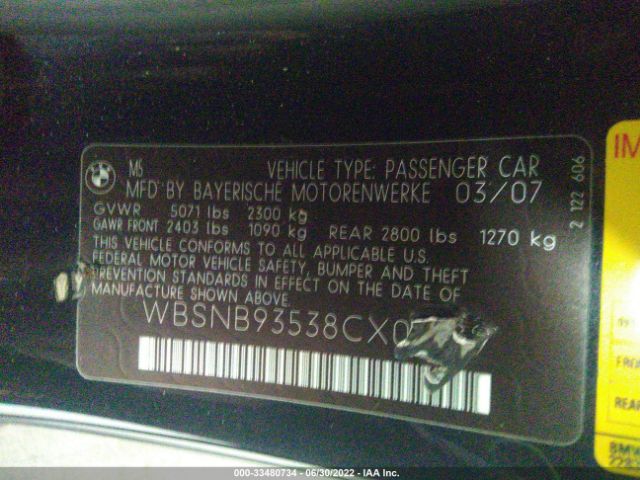 BMW
M5
VEHICLE TYPE: PASSENGER CAR
MFD BY BAYERISCHE MOTORENWERKE 03/07
GVWR 5071 lbs 2300 kg
GAWR FRONT 2403 lbs 1090 kg REAR 2800 lbs 1270 kg
THIS VEHICLE CONFORMS TO ALL APPLICABLE U.S.
FEDERAL MOTOR VEHICLE SAFETY, BUMPER AND THEFT
PREVENTION STANDARDS IN EFFECT ON THE DATE OF
MANUFACTURE SHOWN ABOVE.
WBSNB93538CX0
2 122 606
IM
REAR
BMW
000-33480734 - 06/30/2022 - IAA Inc.